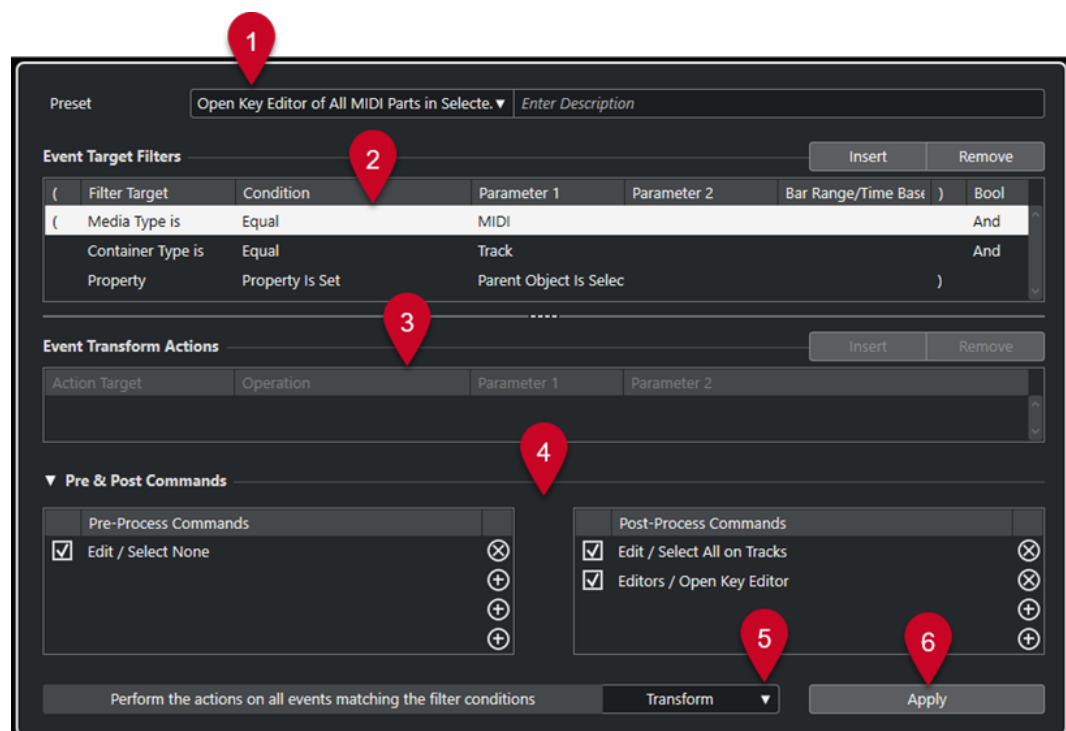 1
Preset Open Key Editor of All MIDI Parts in Selecte. ▼ Enter Description
2
Event Target Filters Insert Remove
( Filter Target Condition Parameter 1 Parameter 2 Bar Range/Time Base ) Bool
( Media Type is Equal MIDI And
Container Type is Equal Track And
Property Property Is Set Parent Object Is Selec )
3
Event Transform Actions Insert Remove
Action Target Operation Parameter 1 Parameter 2
4
▼ Pre & Post Commands
Pre-Process Commands Post-Process Commands
Edit / Select None Edit / Select All on Tracks
Editors / Open Key Editor
5 6
Perform the actions on all events matching the filter conditions Transform ▼ Apply